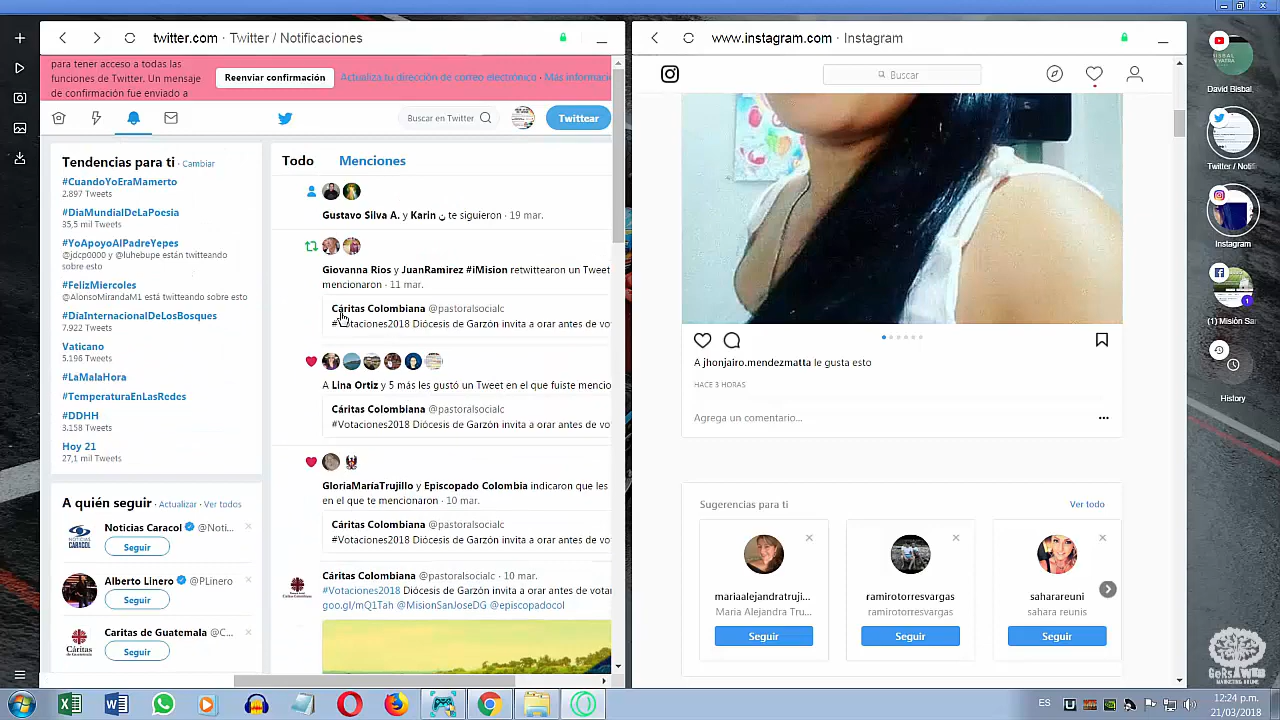 twitter.com · Twitter / Notificaciones
para tener acceso a todas las
funciones de Twitter. Un mensaje
de confirmación fue enviado a
Reenviar confirmación
Actualiza tu dirección de correo electrónico · Más informació
Buscar en Twitter
Twittear
Tendencias para ti · Cambiar
#CuandoYoEraMamerto
2.897 Tweets
#DiaMundialDeLaPoesia
35,5 mil Tweets
#YoApoyoAlPadreYepes
@jdcp0000 y @luhebupe están twitteando
sobre esto
#FelizMiercoles
@AlonsoMirandaM1 está twitteando sobre esto
#DíaInternacionalDeLosBosques
7.922 Tweets
Vaticano
5.196 Tweets
#LaMalaHora
#TemperaturaEnLasRedes
#DDHH
3.158 Tweets
Hoy 21
27,1 mil Tweets
A quién seguir · Actualizar · Ver todos
Noticias Caracol @Noti...
Seguir
Alberto Linero @PLinero
Seguir
Caritas de Guatemala @C...
Seguir
Todo Menciones
Gustavo Silva A. y Karin ن te siguieron · 19 mar.
Giovanna Rios y JuanRamirez #iMision retwittearon un Tweet
mencionaron · 11 mar.
Cáritas Colombiana @pastoralsocialc
#Votaciones2018 Diócesis de Garzón invita a orar antes de vo
A Lina Ortiz y 5 más les gustó un Tweet en el que fuiste mencio
Cáritas Colombiana @pastoralsocialc
#Votaciones2018 Diócesis de Garzón invita a orar antes de vo
GloriaMaríaTrujillo y Episcopado Colombia indicaron que les
en el que te mencionaron · 10 mar.
Cáritas Colombiana @pastoralsocialc
#Votaciones2018 Diócesis de Garzón invita a orar antes de vo
Cáritas Colombiana @pastoralsocialc · 10 mar.
#Votaciones2018 Diócesis de Garzón invita a orar antes de votar
goo.gl/mQ1Tah @MisionSanJoseDG @episcopadocol
www.instagram.com · Instagram
Buscar
A jhonjairo.mendezmatta le gusta esto
HACE 3 HORAS
Agrega un comentario...
Sugerencias para ti
Ver todo
mariaalejandratruji...
Maria Alejandra Tru...
Seguir
ramirotorresvargas
ramirotorresvargas
Seguir
saharareuni
sahara reunis
Seguir
David Bisbal.
Twitter / Notifi
Instagram
1
(1) Misión San
History
GeRSAWEB
MARKETING ONLINE
ES
12:24 p.m.
21/03/2018